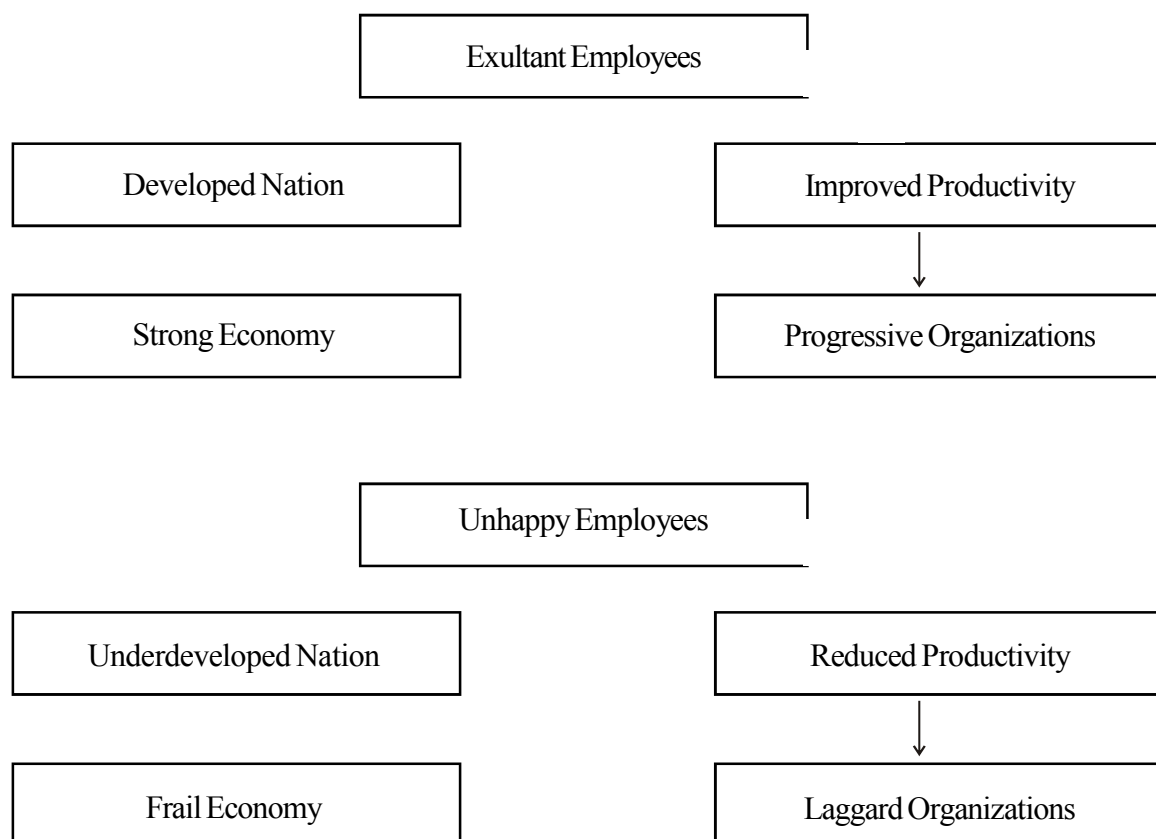 Exultant Employees
Developed Nation
Improved Productivity
Strong Economy
Progressive Organizations
Unhappy Employees
Underdeveloped Nation
Reduced Productivity
Frail Economy
Laggard Organizations